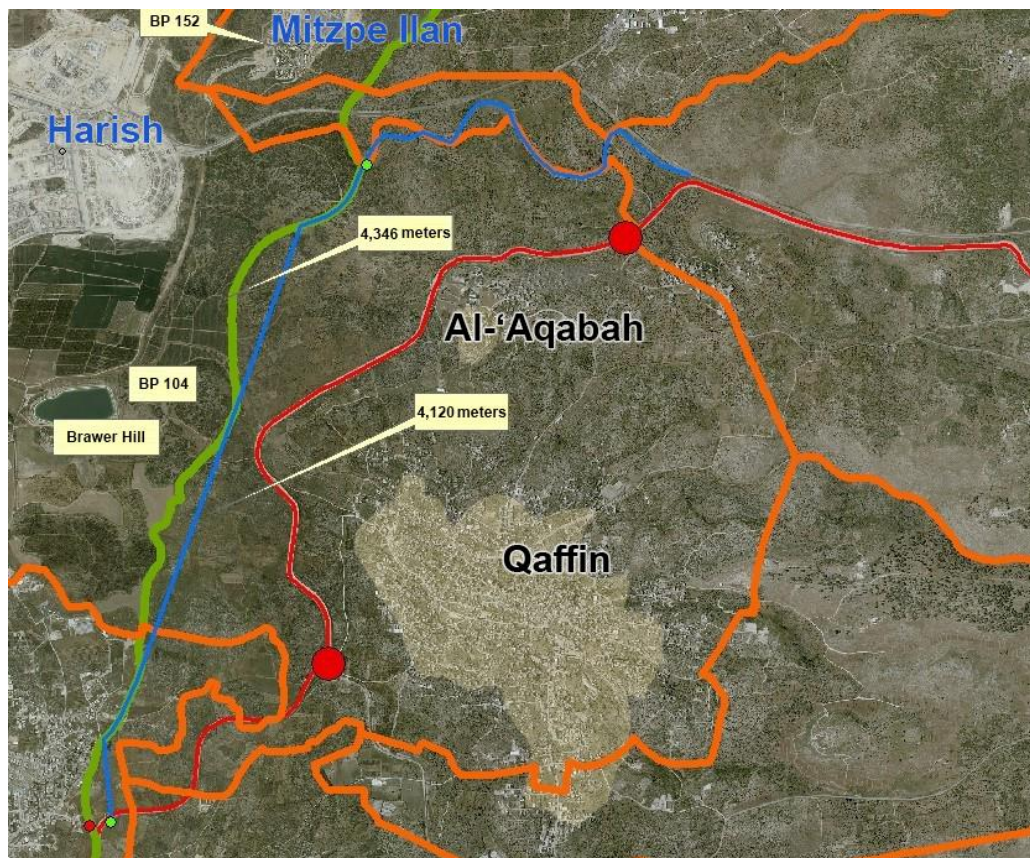 BP 152
Mitzpe Ilan
Harish
4,346 meters
Al-‘Aqabah
BP 104
4,120 meters
Brawer Hill
Qaffin